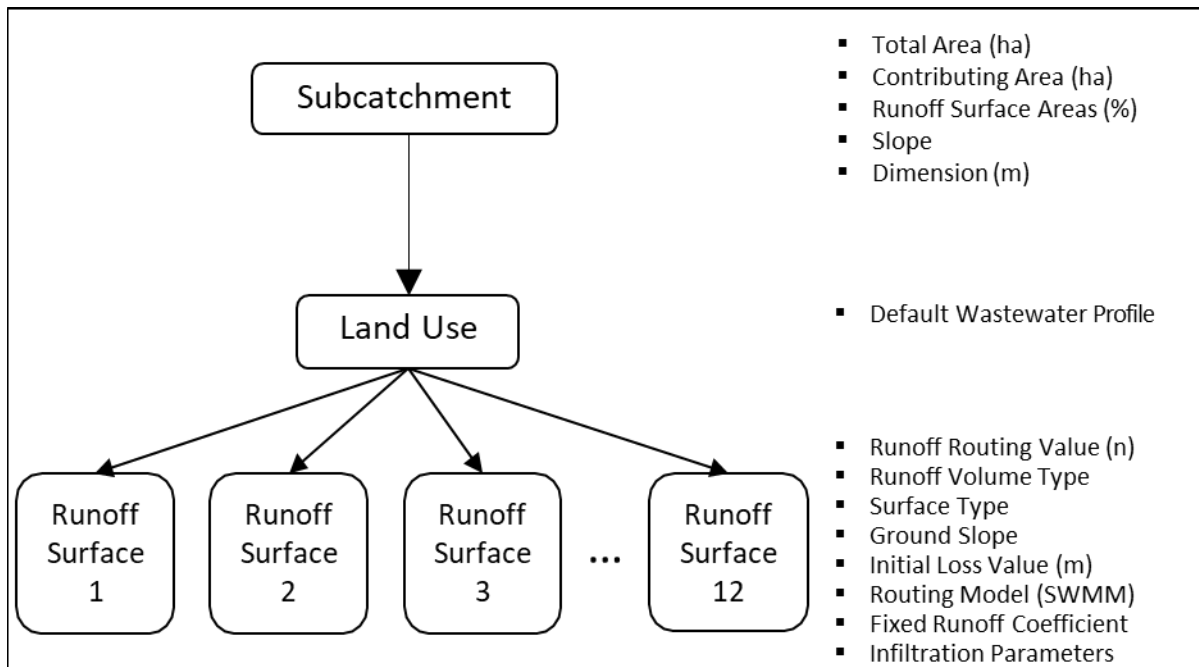 Subcatchment
▪ Total Area (ha)
▪ Contributing Area (ha)
▪ Runoff Surface Areas (%)
▪ Slope
▪ Dimension (m)
Land Use
▪ Default Wastewater Profile
Runoff
Surface
1
Runoff
Surface
2
Runoff
Surface
3
...
Runoff
Surface
12
▪ Runoff Routing Value (n)
▪ Runoff Volume Type
▪ Surface Type
▪ Ground Slope
▪ Initial Loss Value (m)
▪ Routing Model (SWMM)
▪ Fixed Runoff Coefficient
▪ Infiltration Parameters